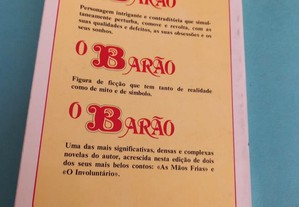 O BARÃO
Personagem intrigante e contraditória que simul-
taneamente perturba, comove e revolta, com as
suas qualidades e defeitos, as suas obsessões e os
seus sonhos.
O BARÃO
Figura de ficção que tem tanto de realidade
como de mito e de símbolo.
O BARÃO
Uma das mais significativas, densas e complexas
novelas do autor, acrescida nesta edição de dois
dos seus mais belos contos: «As Mãos Frias» e
«O Involuntário».